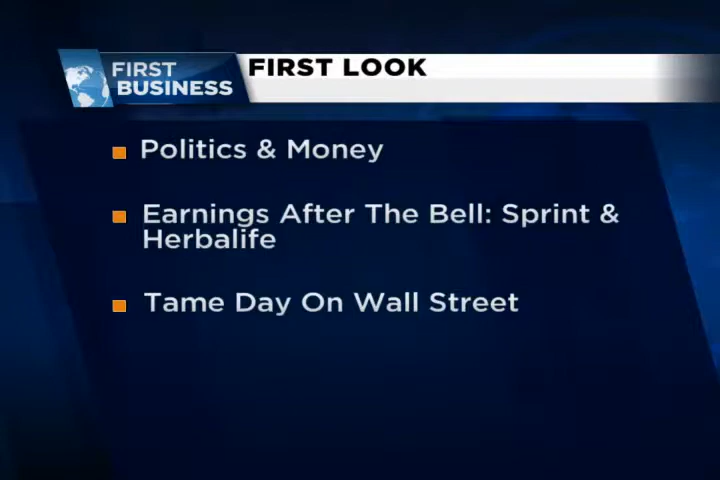 FIRST
BUSINESS
FIRST LOOK
Politics & Money
Earnings After The Bell: Sprint &
Herbalife
Tame Day On Wall Street